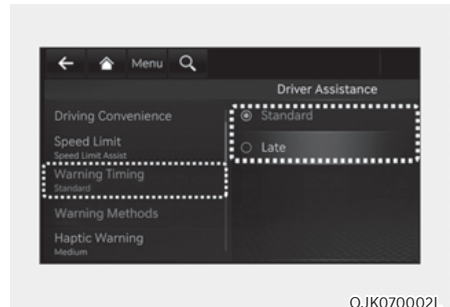 Menu
Driver Assistance
Driving Convenience
Standard
Speed Limit
Speed Limit Assist
Late
Warning Timing
Standard
Warning Methods
Haptic Warning
Medium
OJK070002L